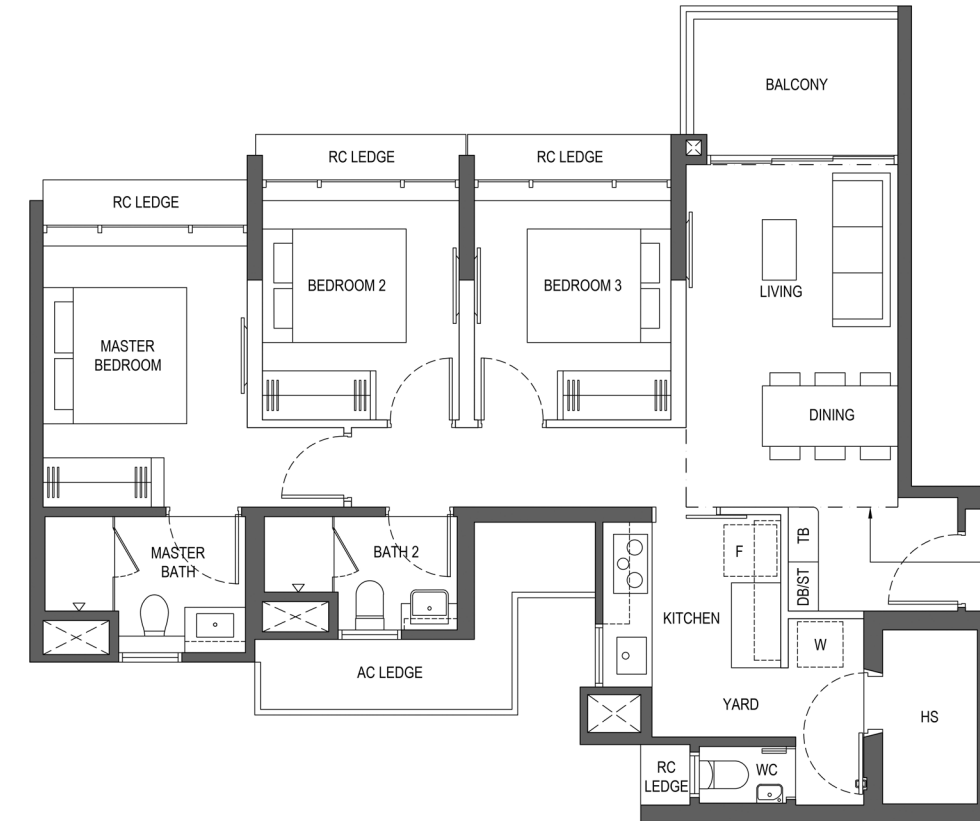 BALCONY
RC LEDGE
RC LEDGE
RC LEDGE
BEDROOM 2
BEDROOM 3
LIVING
MASTER
BEDROOM
DINING
MASTER
BATH
BATH 2
F
TB
DB/ST
KITCHEN
W
AC LEDGE
YARD
HS
RC
LEDGE
WC